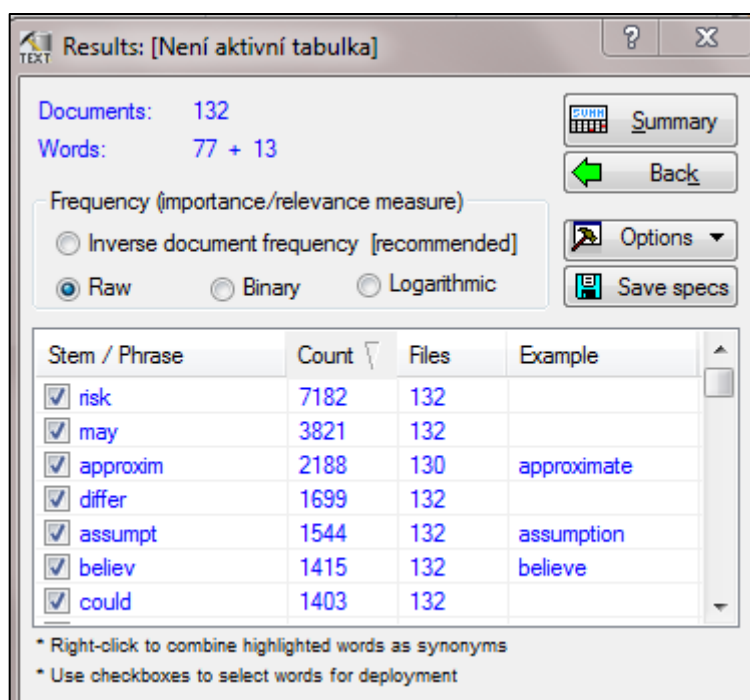 TEXT Results: [Není aktivní tabulka]
Documents: 132
Words: 77 + 13
Summary
Back
Frequency (importance/relevance measure)
Inverse document frequency [recommended]
Raw Binary Logarithmic
Options
Save specs
Stem / Phrase Count Files Example
risk 7182 132
may 3821 132
approxim 2188 130 approximate
differ 1699 132
assumpt 1544 132 assumption
believ 1415 132 believe
could 1403 132
* Right-click to combine highlighted words as synonyms
* Use checkboxes to select words for deployment